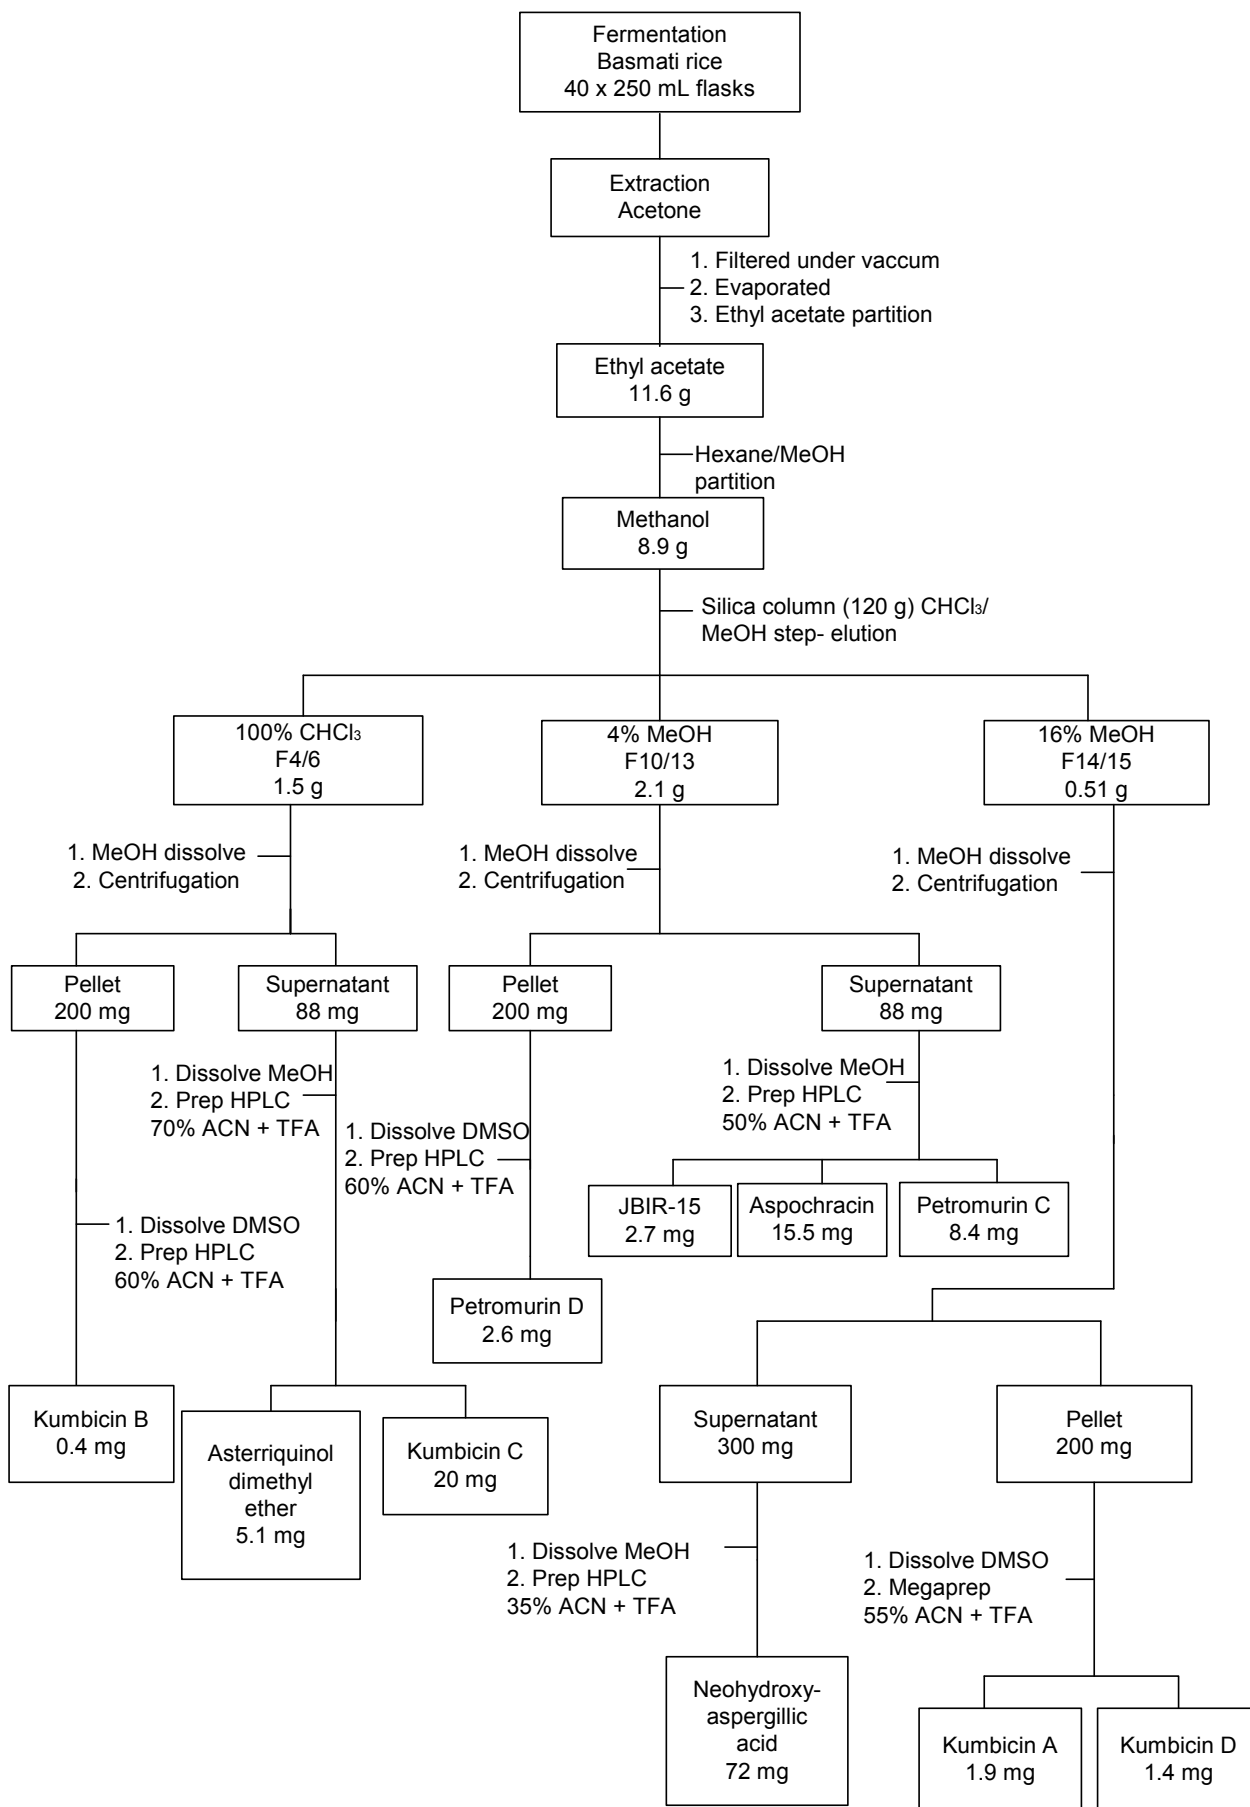 Fermentation
Basmati rice
40 x 250 mL flasks
Extraction
Acetone
1. Filtered under vaccum
2. Evaporated
3. Ethyl acetate partition
Ethyl acetate
11.6 g
Hexane/MeOH
partition
Methanol
8.9 g
Silica column (120 g) CHCl₃/
MeOH step- elution
100% CHCl₃
F4/6
1.5 g
4% MeOH
F10/13
2.1 g
16% MeOH
F14/15
0.51 g
1. MeOH dissolve
2. Centrifugation
1. MeOH dissolve
2. Centrifugation
1. MeOH dissolve
2. Centrifugation
Pellet
200 mg
Supernatant
88 mg
Pellet
200 mg
Supernatant
88 mg
1. Dissolve MeOH
2. Prep HPLC
70% ACN + TFA
1. Dissolve DMSO
2. Prep HPLC
60% ACN + TFA
1. Dissolve MeOH
2. Prep HPLC
50% ACN + TFA
JBIR-15
2.7 mg
Aspochracin
15.5 mg
Petromurin C
8.4 mg
1. Dissolve DMSO
2. Prep HPLC
60% ACN + TFA
Petromurin D
2.6 mg
Kumbicin B
0.4 mg
Asterriquinol
dimethyl
ether
5.1 mg
Kumbicin C
20 mg
Supernatant
300 mg
Pellet
200 mg
1. Dissolve MeOH
2. Prep HPLC
35% ACN + TFA
1. Dissolve DMSO
2. Megaprep
55% ACN + TFA
Neohydroxy-
aspergillic
acid
72 mg
Kumbicin A
1.9 mg
Kumbicin D
1.4 mg